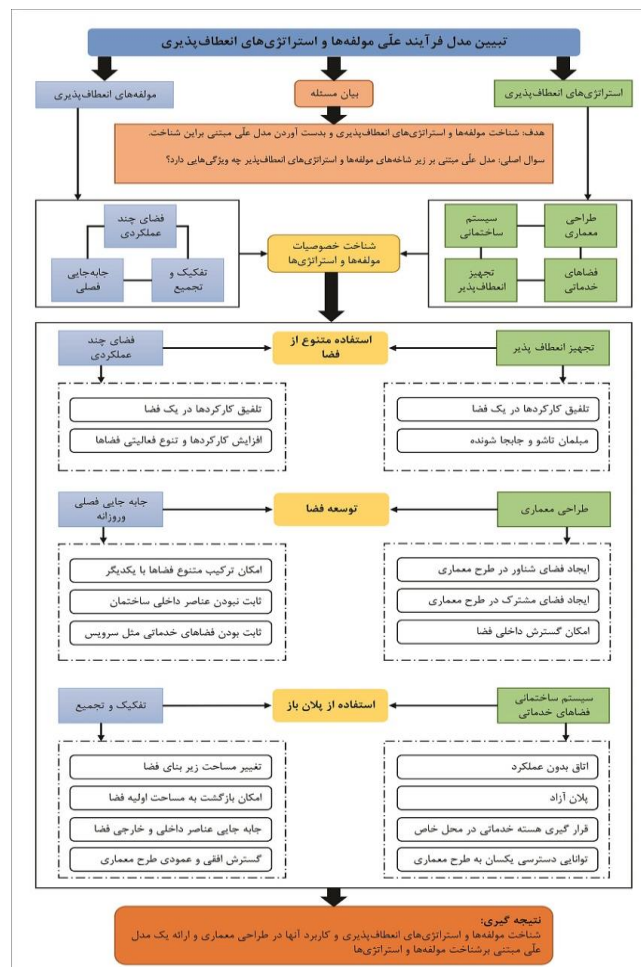 تبیین مدل فرآیند علّی مولفه‌ها و استراتژی‌های انعطاف‌پذیری
استراتژی‌های انعطاف‌پذیری
بیان مسئله
مولفه‌های انعطاف‌پذیری
هدف: شناخت مولفه‌ها و استراتژی‌های انعطاف‌پذیری و بدست آوردن مدل علّی مبتنی براین شناخت.
سوال اصلی: مدل علّی مبتنی بر زیر شاخه‌های مولفه‌ها و استراتژی‌های انعطاف‌پذیر چه ویژگی‌هایی دارد؟
طراحی
معماری
سیستم
ساختمانی
فضاهای
خدماتی
تجهیز
انعطاف‌پذیر
شناخت خصوصیات
مولفه‌ها و استراتژی‌ها
فضای چند
عملکردی
تفکیک و
تجمیع
جابه‌جایی
فصلی
تجهیز انعطاف پذیر
استفاده متنوع از
فضا
فضای چند
عملکردی
تلفیق کارکردها در یک فضا
مبلمان تاشو و جابجا شونده
تلفیق کارکردها در یک فضا
افزایش کارکردها و تنوع فعالیتی فضاها
طراحی معماری
توسعه فضا
جابه جایی فصلی
وروزانه
ایجاد فضای شناور در طرح معماری
ایجاد فضای مشترک در طرح معماری
امکان گسترش داخلی فضا
امکان ترکیب متنوع فضاها با یکدیگر
ثابت نبودن عناصر داخلی ساختمان
ثابت بودن فضاهای خدماتی مثل سرویس
سیستم ساختمانی
فضاهای خدماتی
استفاده از پلان باز
تفکیک و تجمیع
اتاق بدون عملکرد
پلان آزاد
قرار گیری هسته خدماتی در محل خاص
توانایی دسترسی یکسان به طرح معماری
تغییر مساحت زیر بنای فضا
امکان بازگشت به مساحت اولیه فضا
جابه جایی عناصر داخلی و خارجی فضا
گسترش افقی و عمودی طرح معماری
نتیجه گیری:
شناخت مولفه‌ها و استراتژی‌های انعطاف‌پذیری و کاربرد آنها در طراحی معماری و ارائه یک مدل
علّی مبتنی برشناخت مولفه‌ها و استراتژی‌ها